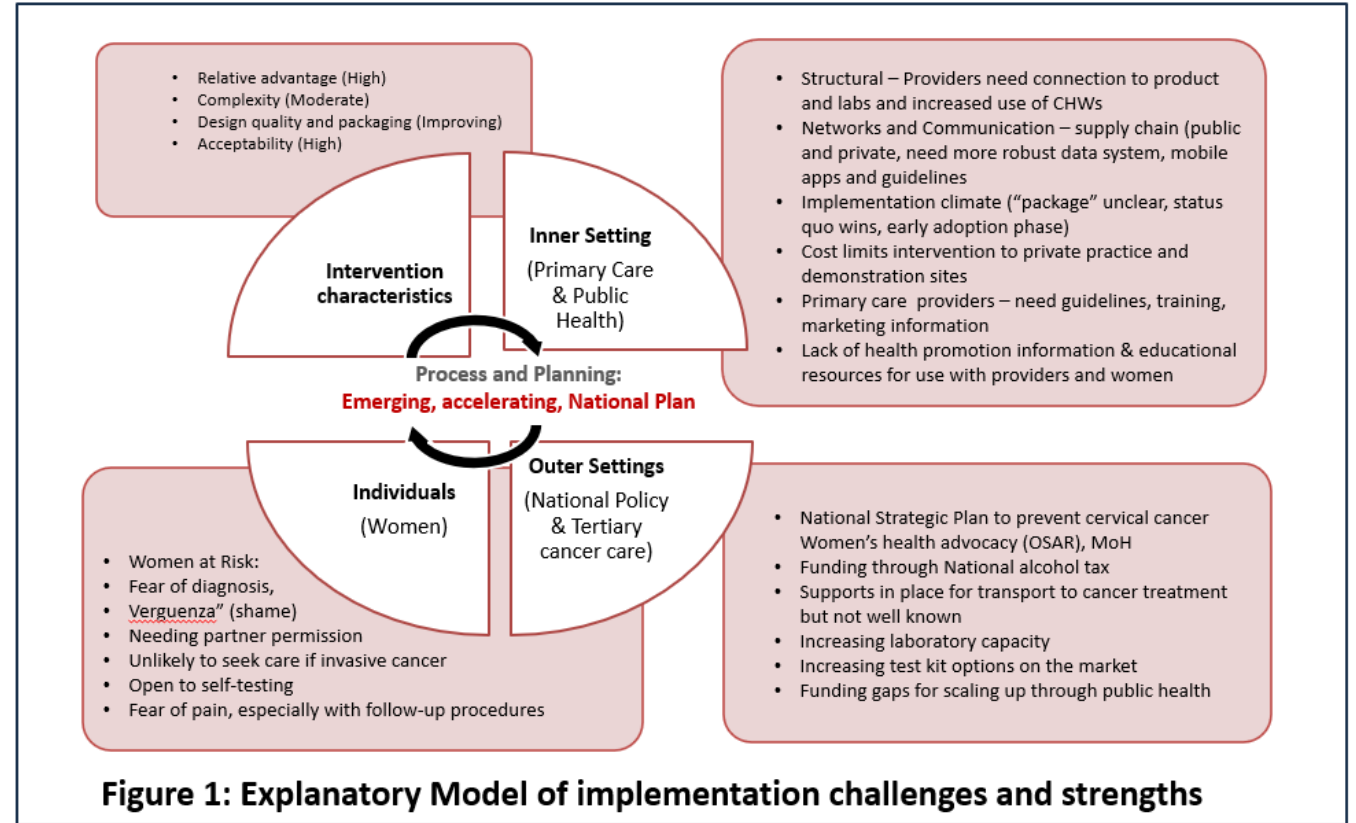 • Relative advantage (High)
• Complexity (Moderate)
• Design quality and packaging (Improving)
• Acceptability (High)
Intervention
characteristics
Inner Setting
(Primary Care
& Public
Health)
• Structural – Providers need connection to product
and labs and increased use of CHWs
• Networks and Communication – supply chain (public
and private, need more robust data system, mobile
apps and guidelines
• Implementation climate (“package” unclear, status
quo wins, early adoption phase)
• Cost limits intervention to private practice and
demonstration sites
• Primary care providers – need guidelines, training,
marketing information
• Lack of health promotion information & educational
resources for use with providers and women
Process and Planning:
Emerging, accelerating, National Plan
Individuals
(Women)
Outer Settings
(National Policy
& Tertiary
cancer care)
• Women at Risk:
• Fear of diagnosis,
• Verguenza” (shame)
• Needing partner permission
• Unlikely to seek care if invasive cancer
• Open to self-testing
• Fear of pain, especially with follow-up procedures
• National Strategic Plan to prevent cervical cancer
Women’s health advocacy (OSAR), MoH
• Funding through National alcohol tax
• Supports in place for transport to cancer treatment
but not well known
• Increasing laboratory capacity
• Increasing test kit options on the market
• Funding gaps for scaling up through public health
Figure 1: Explanatory Model of implementation challenges and strengths